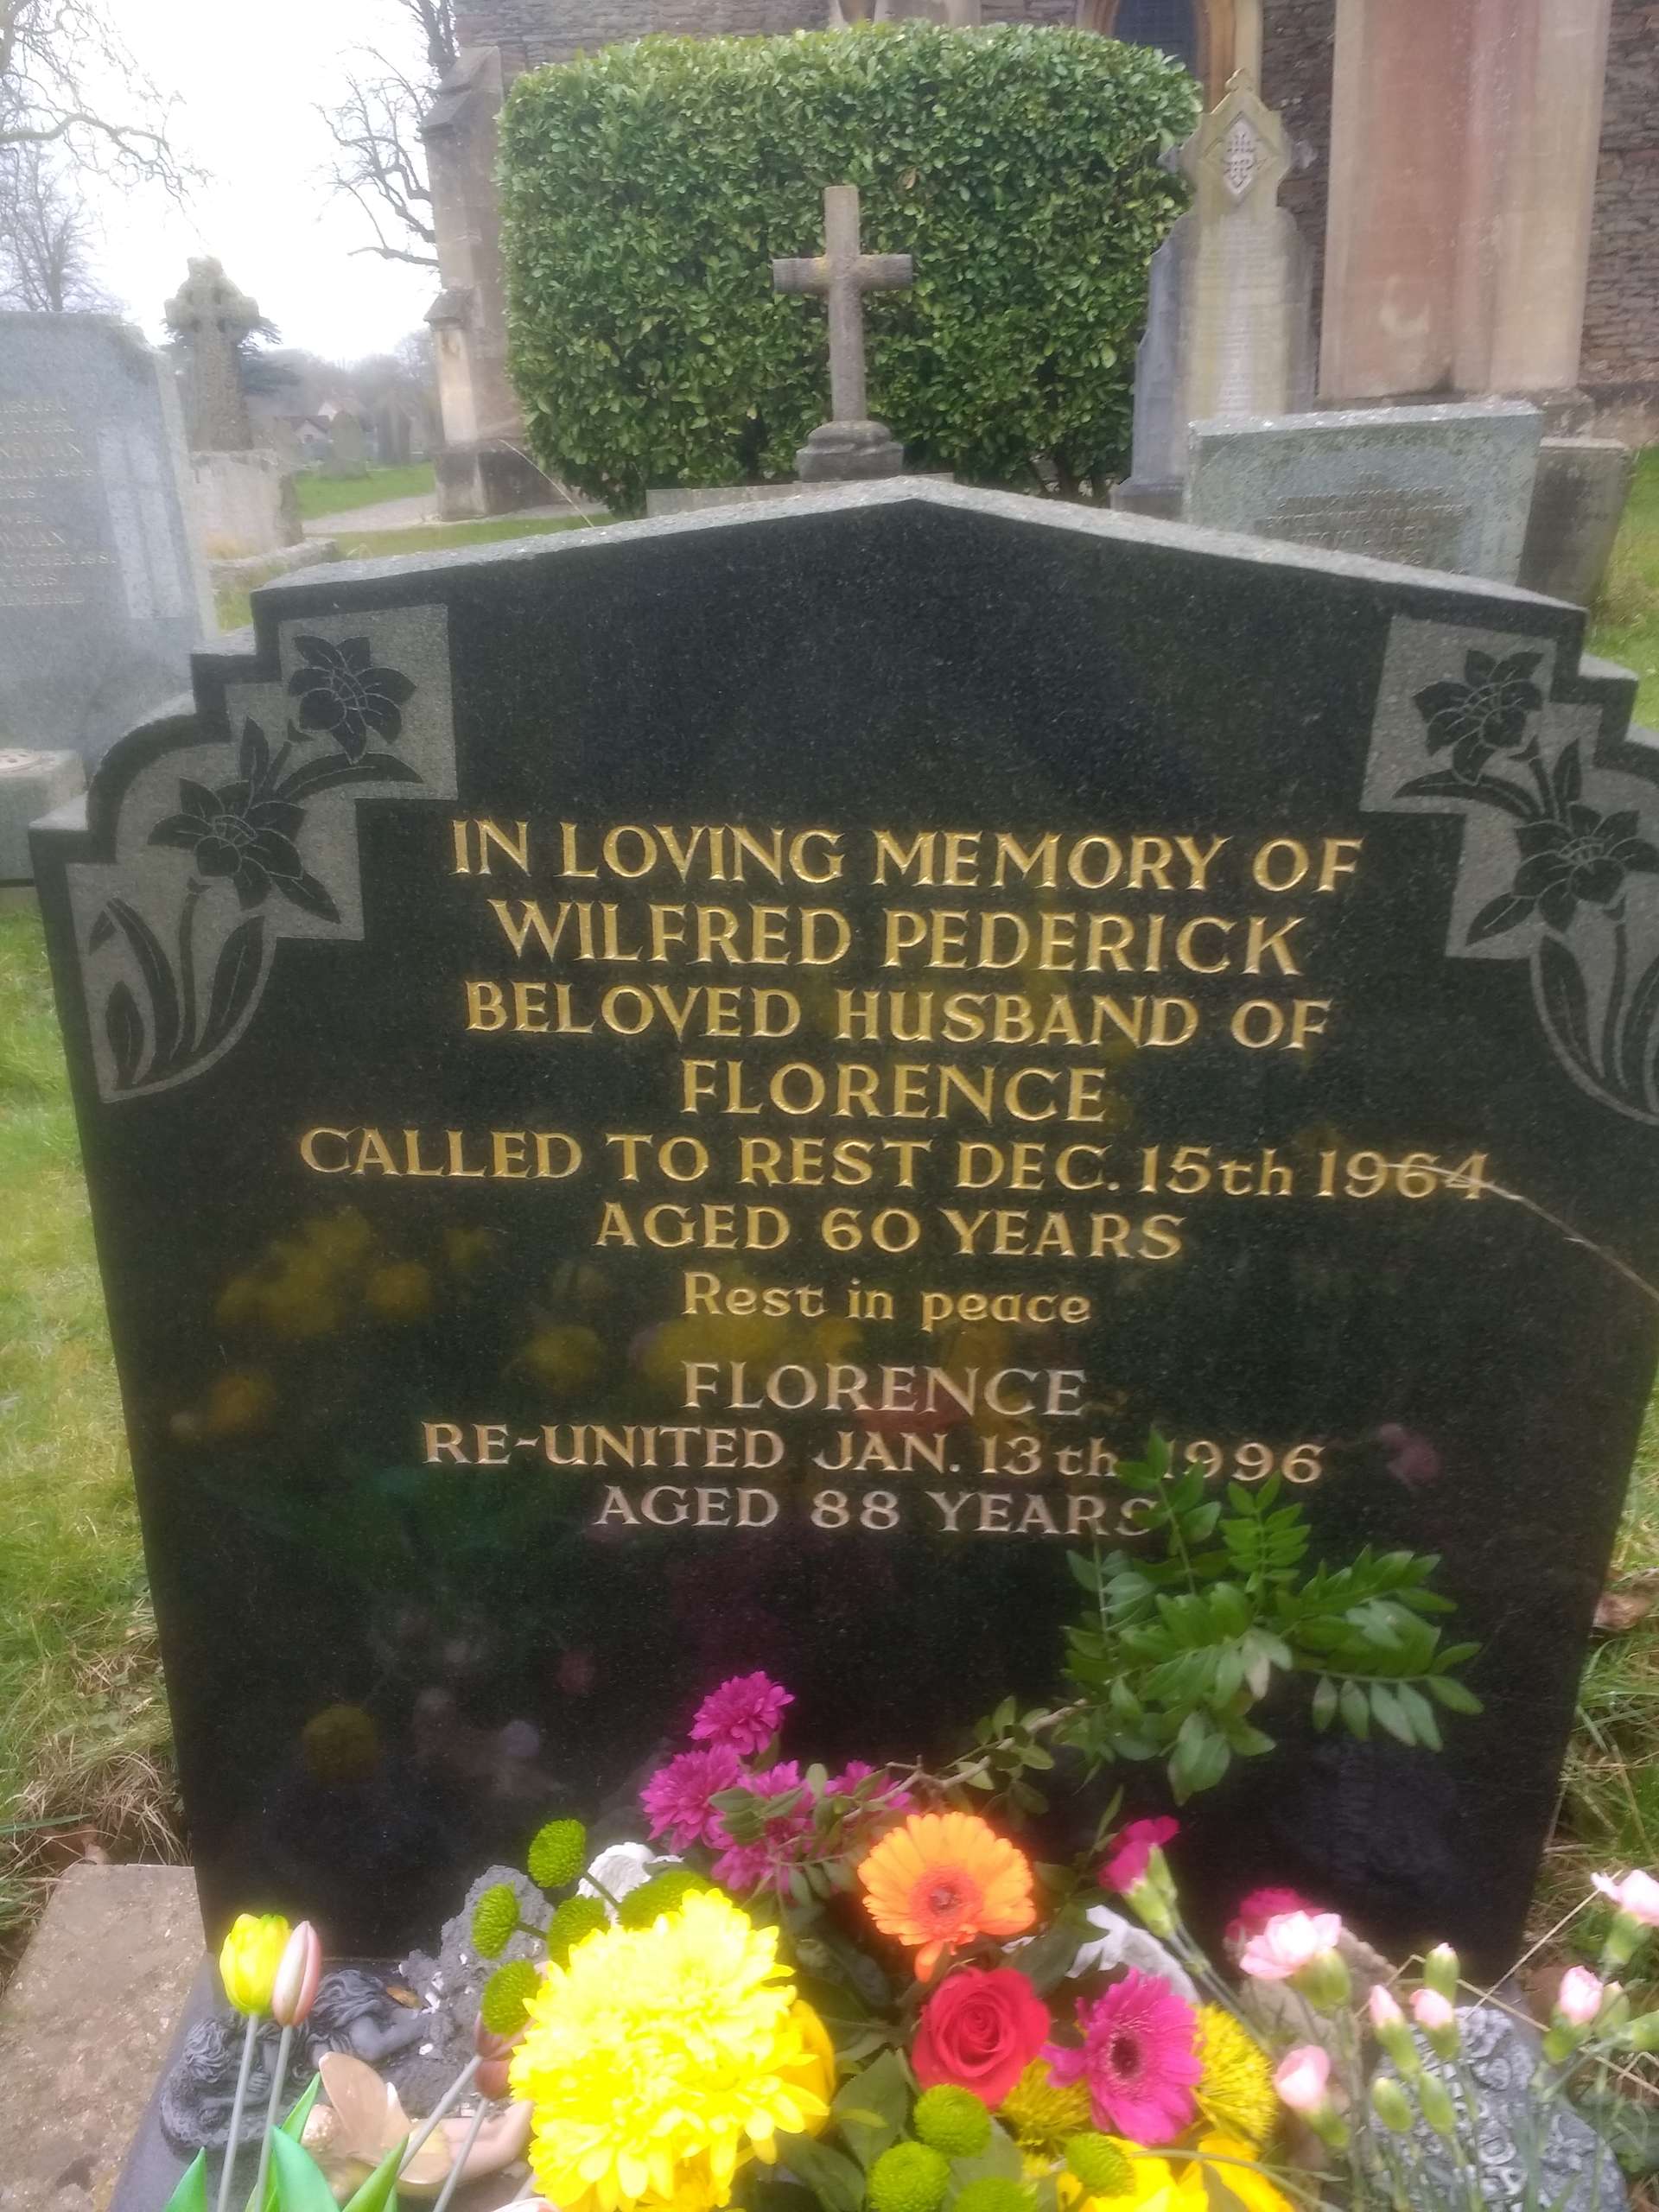 IN LOVING MEMORY OF
WILFRED PEDERICK
BELOVED HUSBAND OF
FLORENCE
CALLED TO REST DEC. 15th 1964
AGED 60 YEARS
Rest in peace
FLORENCE
RE-UNITED JAN. 13th 1996
AGED 88 YEARS